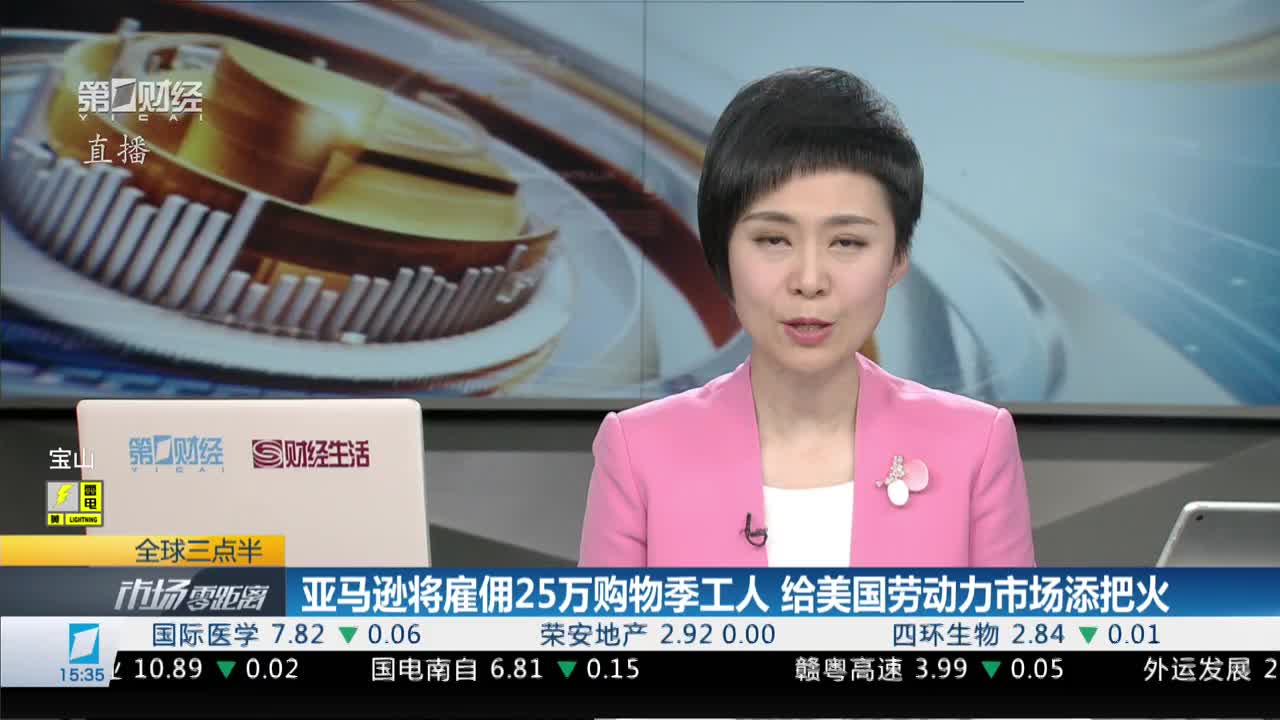 第一财经
YICAI
直播
第一财经 财经生活
YICAI
宝山
雷电
黄 LIGHTNING
全球三点半
市场零距离
亚马逊将雇佣25万购物季工人 给美国劳动力市场添把火
国际医学 7.82 ▼ 0.06 荣安地产 2.92 0.00 四环生物 2.84 ▼ 0.01
15:35
业 10.89 ▼ 0.02 国电南自 6.81 ▼ 0.15 赣粤高速 3.99 ▼ 0.05 外运发展 2